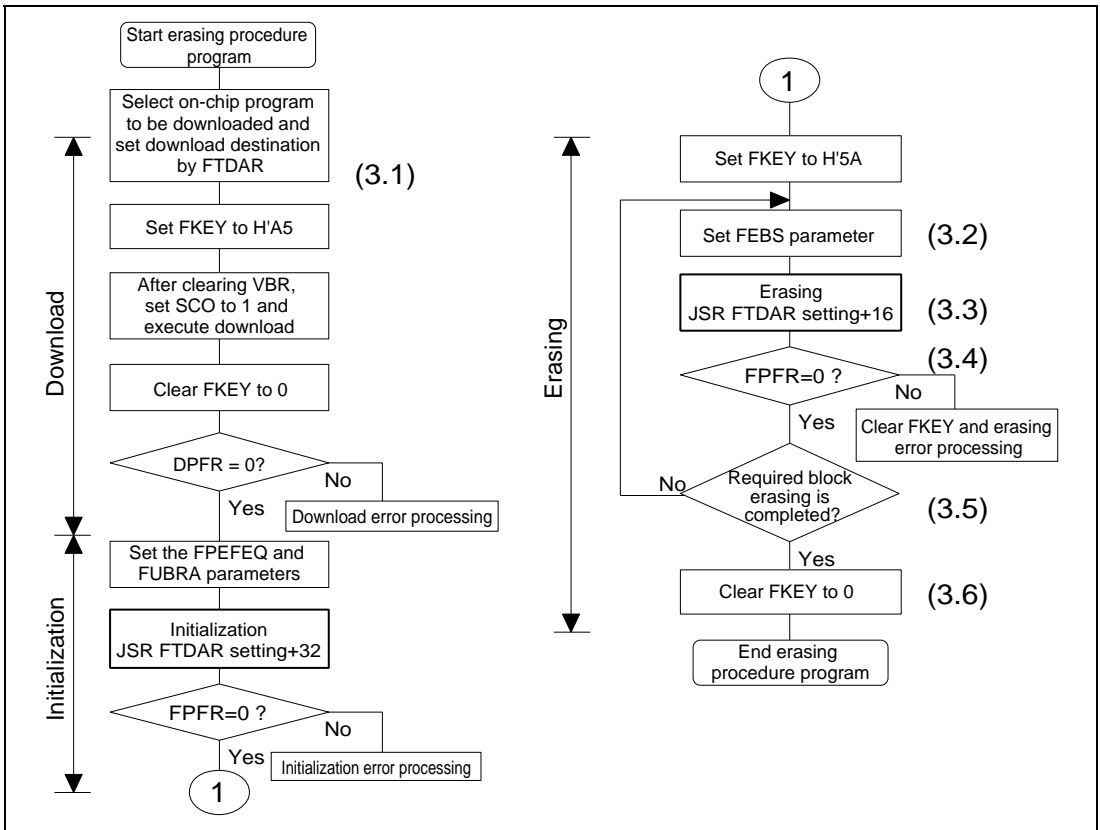 Start erasing procedure
program
Select on-chip program
to be downloaded and
set download destination
by FTDAR
(3.1)
Set FKEY to H'A5
After clearing VBR,
set SCO to 1 and
execute download
Clear FKEY to 0
DPFR = 0?
No
Yes
Download error processing
Download
Set the FPEFEQ and
FUBRA parameters
Initialization
JSR FTDAR setting+32
FPFR=0 ?
No
Yes
Initialization error processing
1
Initialization
1
Set FKEY to H'5A
Set FEBS parameter
(3.2)
Erasing
JSR FTDAR setting+16
(3.3)
(3.4)
FPFR=0 ?
No
Yes
Clear FKEY and erasing
error processing
Required block
erasing is
completed?
No
(3.5)
Yes
Clear FKEY to 0
(3.6)
Erasing
End erasing
procedure program